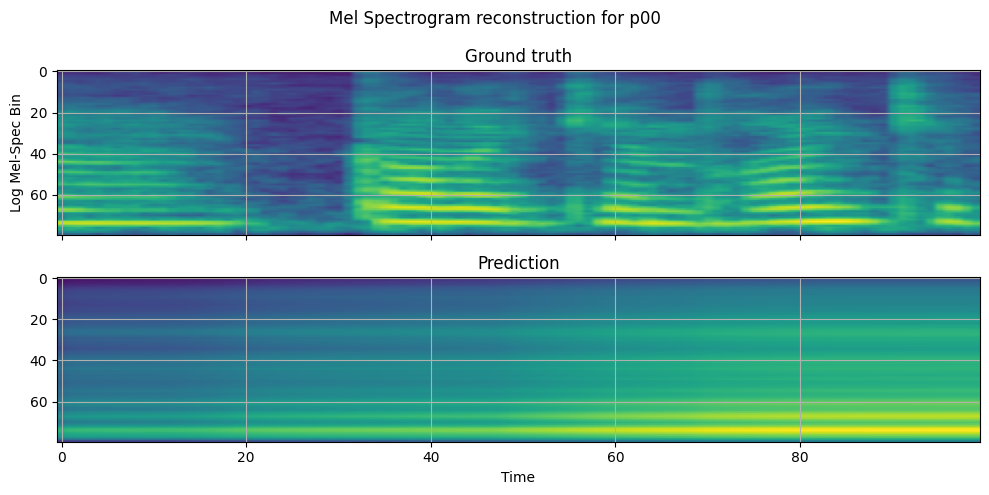 Mel Spectrogram reconstruction for p00
Ground truth
Log Mel-Spec Bin
0
20
40
60
Prediction
0
20
40
60
0 20 40 60 80
Time